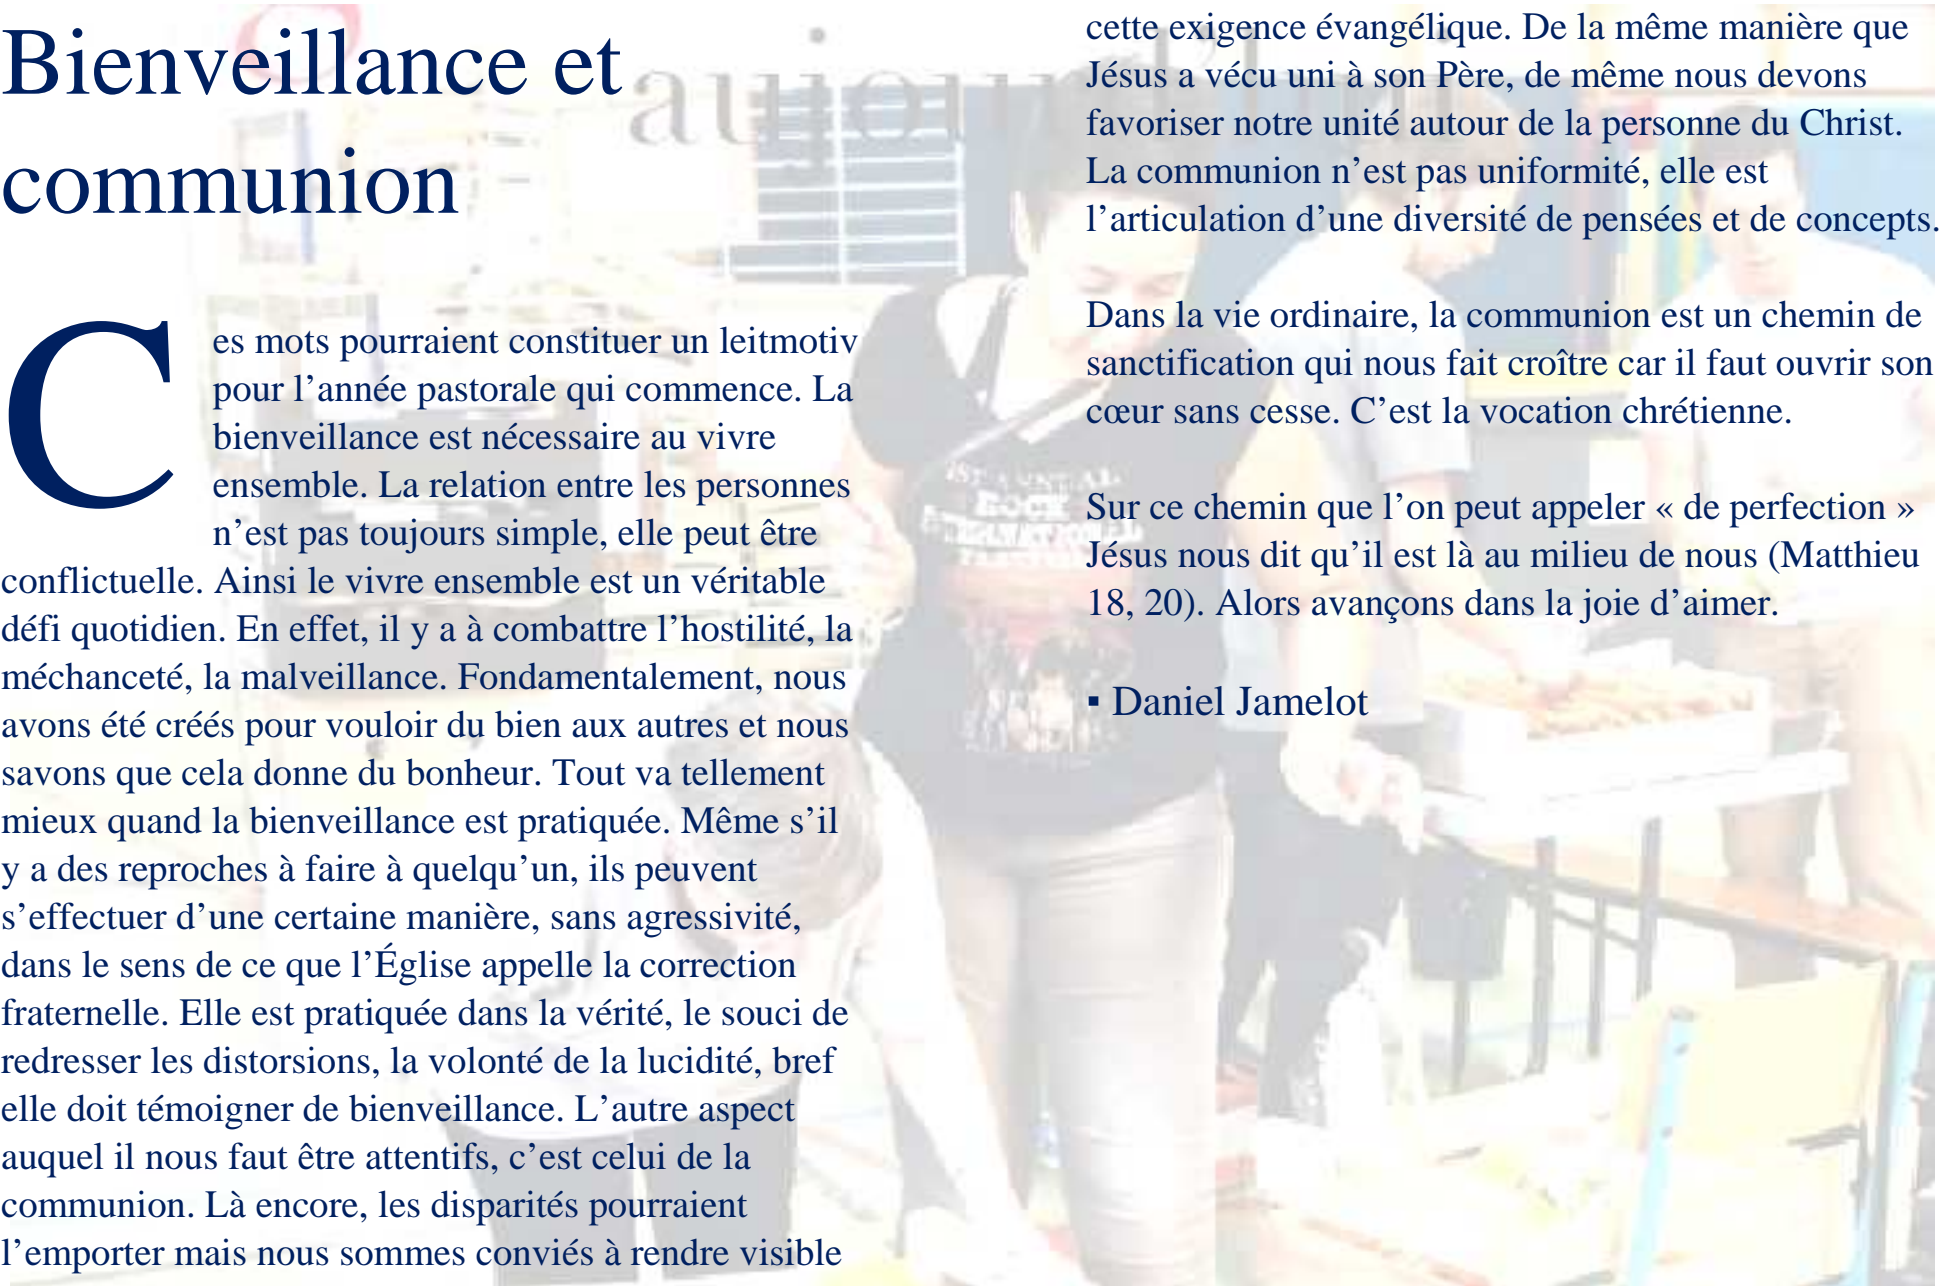 Bienveillance et
communion
Ces mots pourraient constituer un leitmotiv
pour l’année pastorale qui commence. La
bienveillance est nécessaire au vivre
ensemble. La relation entre les personnes
n’est pas toujours simple, elle peut être
conflictuelle. Ainsi le vivre ensemble est un véritable
défi quotidien. En effet, il y a à combattre l’hostilité, la
méchanceté, la malveillance. Fondamentalement, nous
avons été créés pour vouloir du bien aux autres et nous
savons que cela donne du bonheur. Tout va tellement
mieux quand la bienveillance est pratiquée. Même s’il
y a des reproches à faire à quelqu’un, ils peuvent
s’effectuer d’une certaine manière, sans agressivité,
dans le sens de ce que l’Église appelle la correction
fraternelle. Elle est pratiquée dans la vérité, le souci de
redresser les distorsions, la volonté de la lucidité, bref
elle doit témoigner de bienveillance. L’autre aspect
auquel il nous faut être attentifs, c’est celui de la
communion. Là encore, les disparités pourraient
l’emporter mais nous sommes conviés à rendre visible
cette exigence évangélique. De la même manière que
Jésus a vécu uni à son Père, de même nous devons
favoriser notre unité autour de la personne du Christ.
La communion n’est pas uniformité, elle est
l’articulation d’une diversité de pensées et de concepts.
Dans la vie ordinaire, la communion est un chemin de
sanctification qui nous fait croître car il faut ouvrir son
cœur sans cesse. C’est la vocation chrétienne.
Sur ce chemin que l’on peut appeler « de perfection »
Jésus nous dit qu’il est là au milieu de nous (Matthieu
18, 20). Alors avançons dans la joie d’aimer.
▪ Daniel Jamelot
ROCK